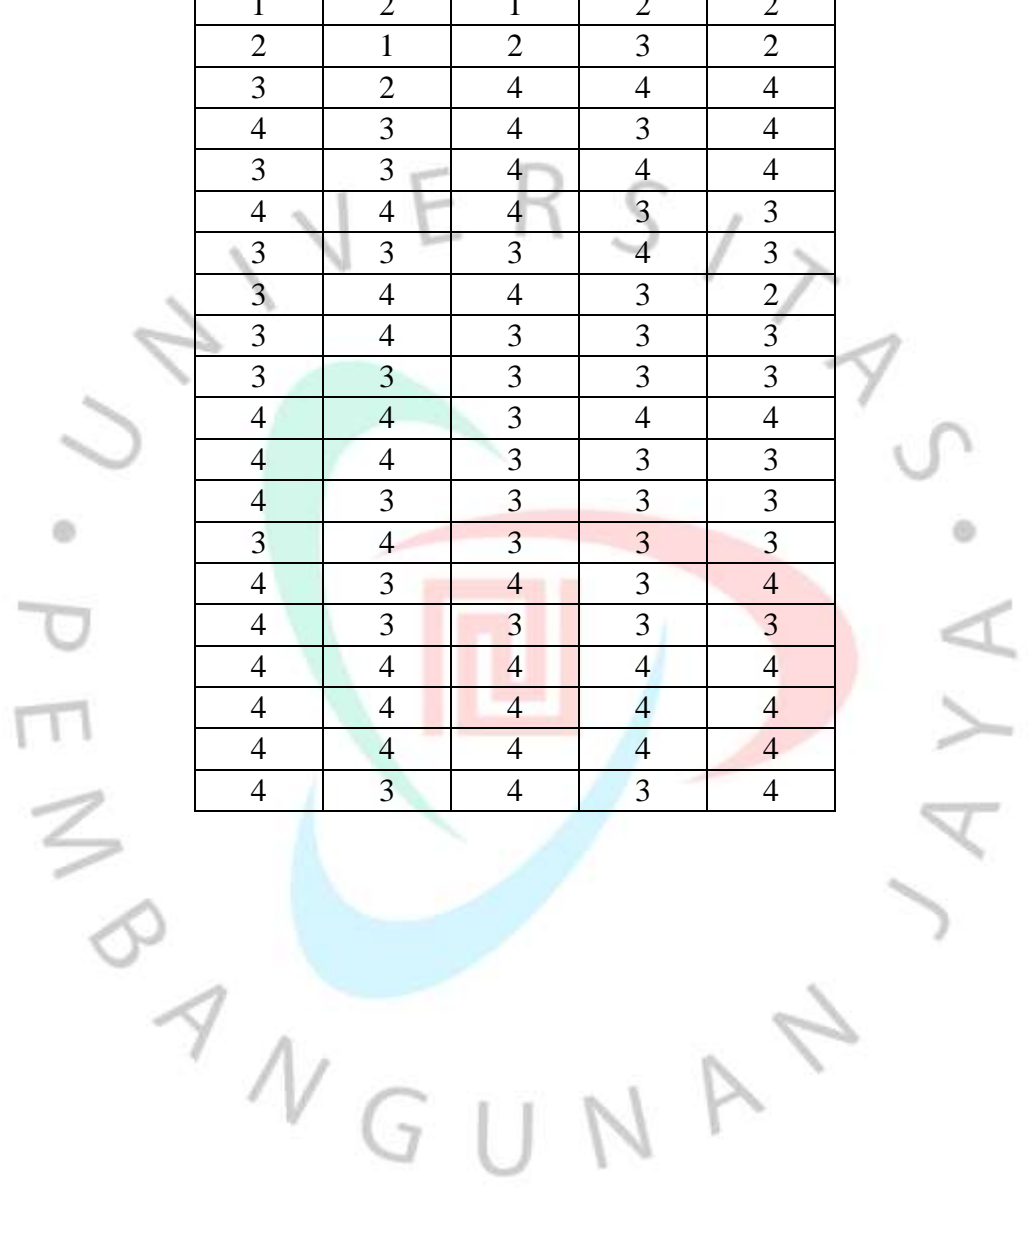 1 2 1 2 2
2 1 2 3 2
3 2 4 4 4
4 3 4 3 4
3 3 4 4 4
4 4 4 3 3
3 3 3 4 3
3 4 4 3 2
3 4 3 3 3
3 3 3 3 3
4 4 3 4 4
4 4 3 3 3
4 3 3 3 3
3 4 3 3 3
4 3 4 3 4
4 3 3 3 3
4 4 4 4 4
4 4 4 4 4
4 4 4 4 4
4 3 4 3 4
UNIVERSITAS
• PEMBANGUNAN JAYA •